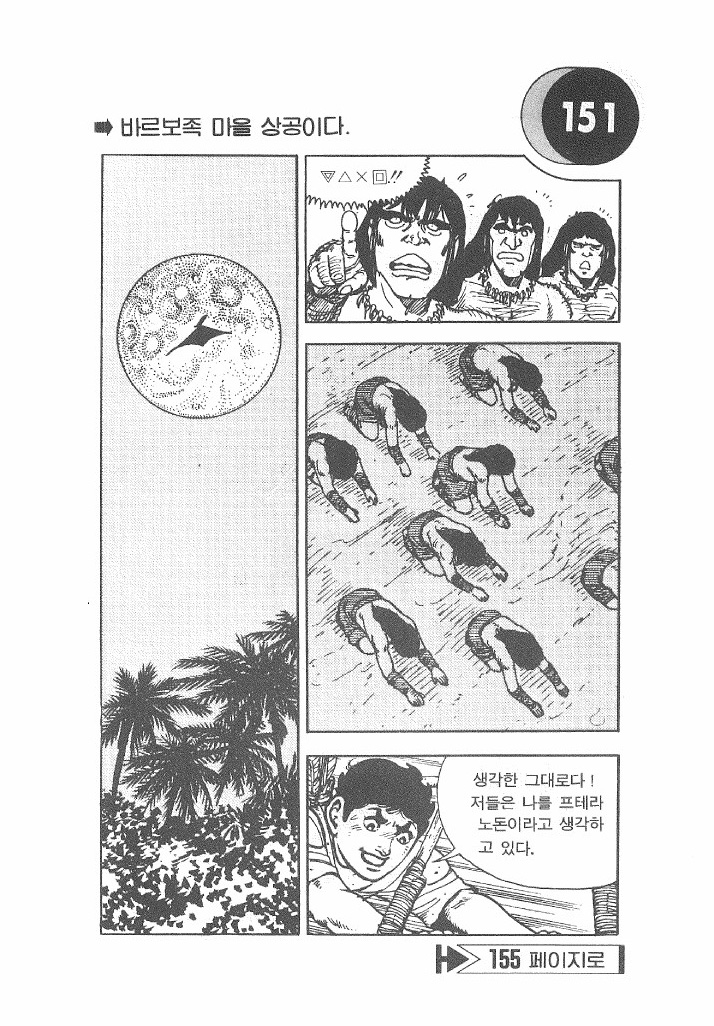 151
➡ 바르보족 마을 상공이다.
▽△×回!!
생각한 그대로다!
저들은 나를 프테라
노돈이라고 생각하
고 있다.
155 페이지로